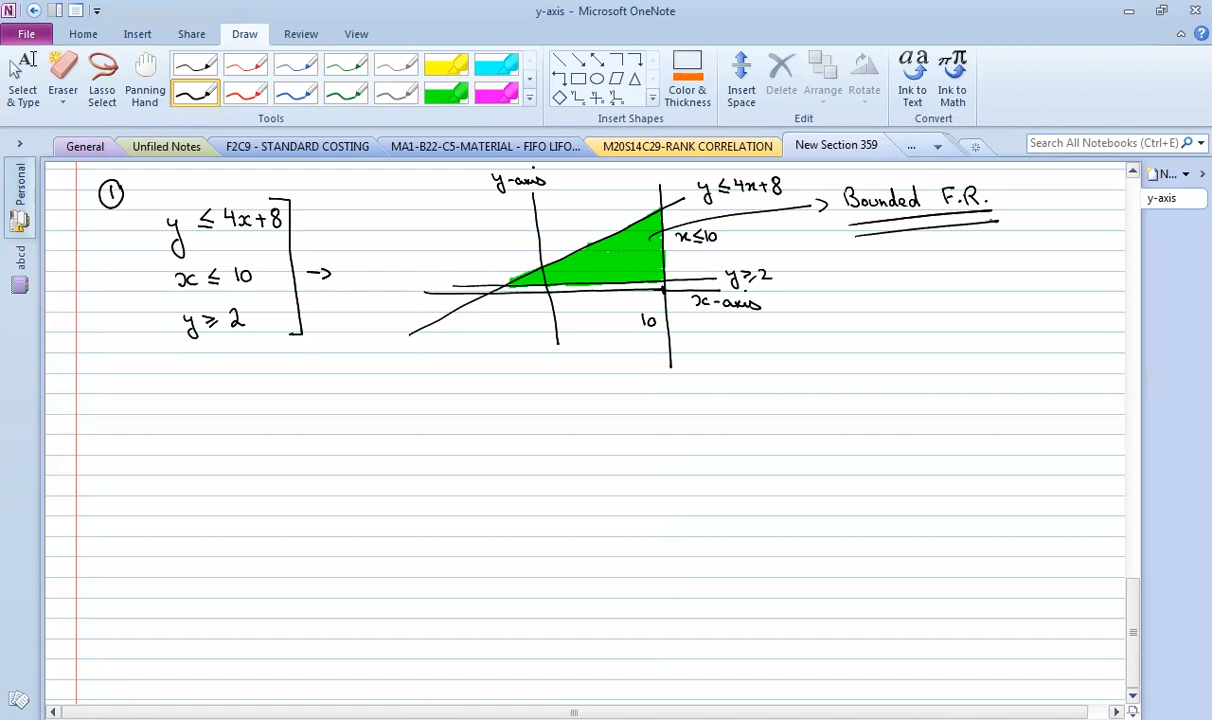 y-axis - Microsoft OneNote
File Home Insert Share Draw Review View
Select & Type
Eraser
Lasso Select
Panning Hand
Color & Thickness
Insert Space
Delete
Arrange
Rotate
Ink to Text
Ink to Math
Tools
Insert Shapes
Edit
Convert
General
Unfiled Notes
F2C9 - STANDARD COSTING
MA1-B22-C5-MATERIAL - FIFO LIFO...
M20S14C29-RANK CORRELATION
New Section 359
...
Search All Notebooks (Ctrl+E)
N...
y-axis
Personal
abcd
1
y ≤ 4x+8
x ≤ 10
y ≥ 2
y-axis
y ≤ 4x+8
x ≤ 10
y ≥ 2
x-axis
10
Bounded F.R.